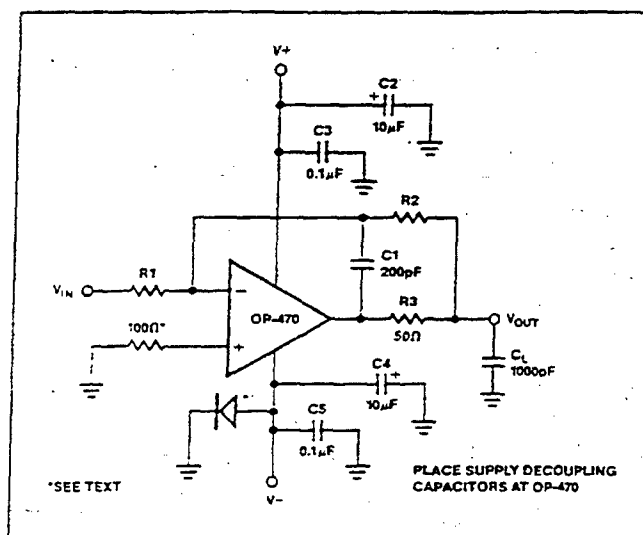 V+
C2
+
10µF
C3
0.1µF
R2
C1
200pF
R1
VIN
−
OP-470
R3
50Ω
VOUT
100Ω*
+
CL
1000pF
C4
+
10µF
C5
0.1µF
V−
*SEE TEXT
PLACE SUPPLY DECOUPLING
CAPACITORS AT OP-470